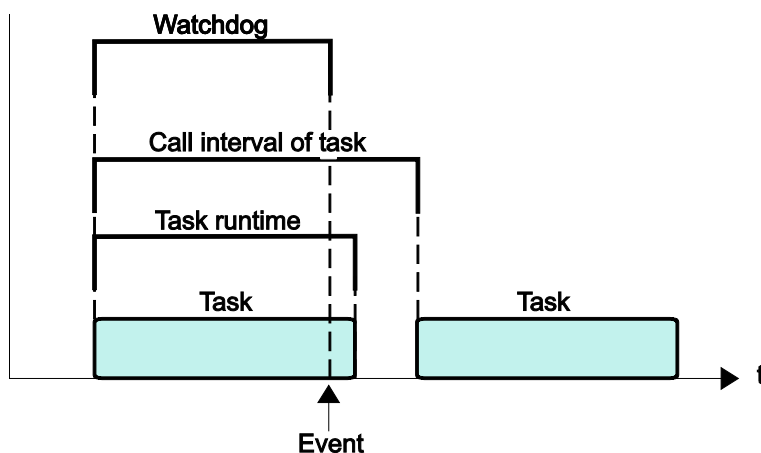 Watchdog
Call interval of task
Task runtime
Task
Task
t
Event